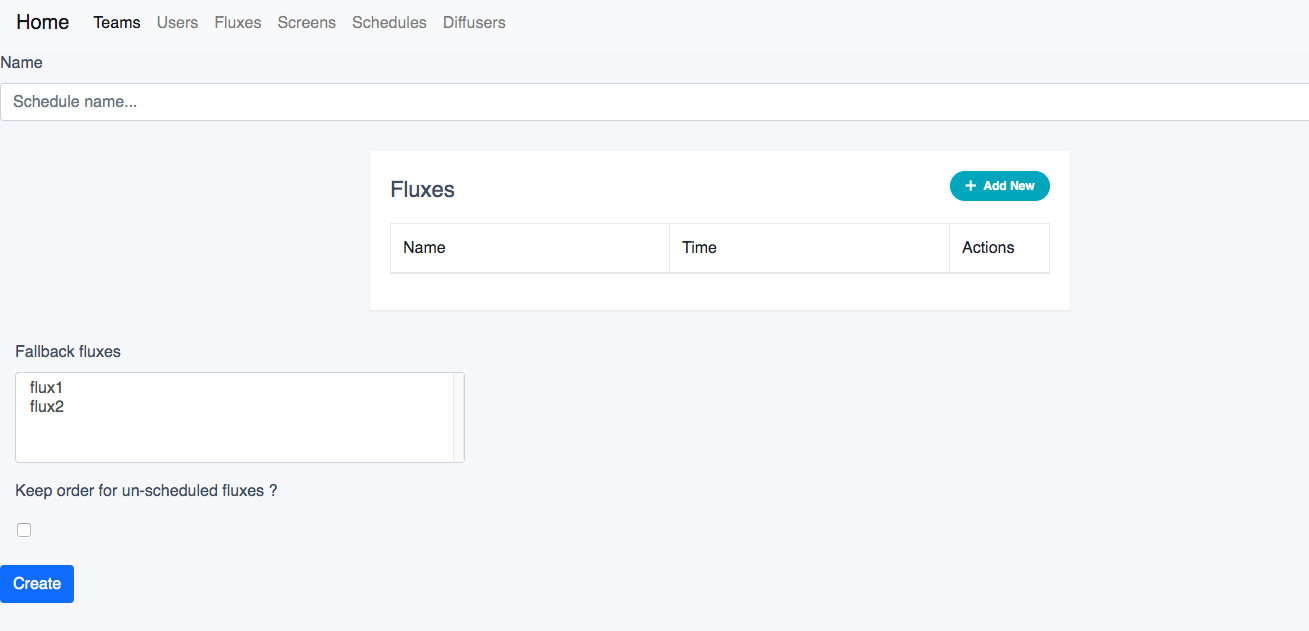 Home Teams Users Fluxes Screens Schedules Diffusers
Name
Schedule name...
Fluxes + Add New
Name Time Actions
Fallback fluxes
flux1
flux2
Keep order for un-scheduled fluxes ?
Create